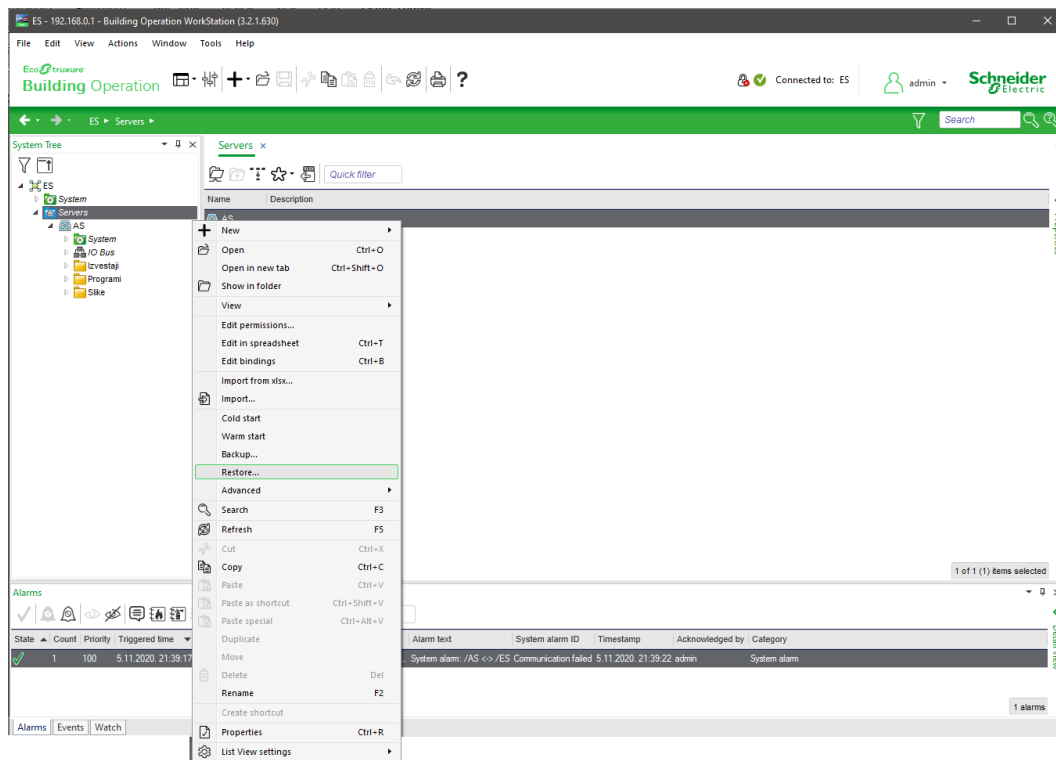 ES - 192.168.0.1 - Building Operation WorkStation (3.2.1.630)
File Edit View Actions Window Tools Help
EcoStruxure
Building Operation
Connected to: ES
admin
Schneider
Electric
ES Servers
Search
System Tree
Servers
Quick filter
ES
System
Servers
AS
System
IO Bus
Izvestaji
Programi
Slike
Name Description
AS
New
Open Ctrl+O
Open in new tab Ctrl+Shift+O
Show in folder
View
Edit permissions...
Edit in spreadsheet Ctrl+T
Edit bindings Ctrl+B
Import from xlsx...
Import...
Cold start
Warm start
Backup...
Restore...
Advanced
Search F3
Refresh F5
Cut Ctrl+X
Copy Ctrl+C
Paste Ctrl+V
Paste as shortcut Ctrl+Shift+V
Paste special Ctrl+Alt+V
Duplicate
Move
Delete Del
Rename F2
Create shortcut
Properties Ctrl+R
List View settings
1 of 1 (1) items selected
Alarms
State Count Priority Triggered time Alarm text System alarm ID Timestamp Acknowledged by Category
1 100 5.11.2020. 21:39:17 System alarm: /AS <-> /ES Communication failed 5.11.2020. 21:39:22 admin System alarm
1 alarms
Alarms Events Watch